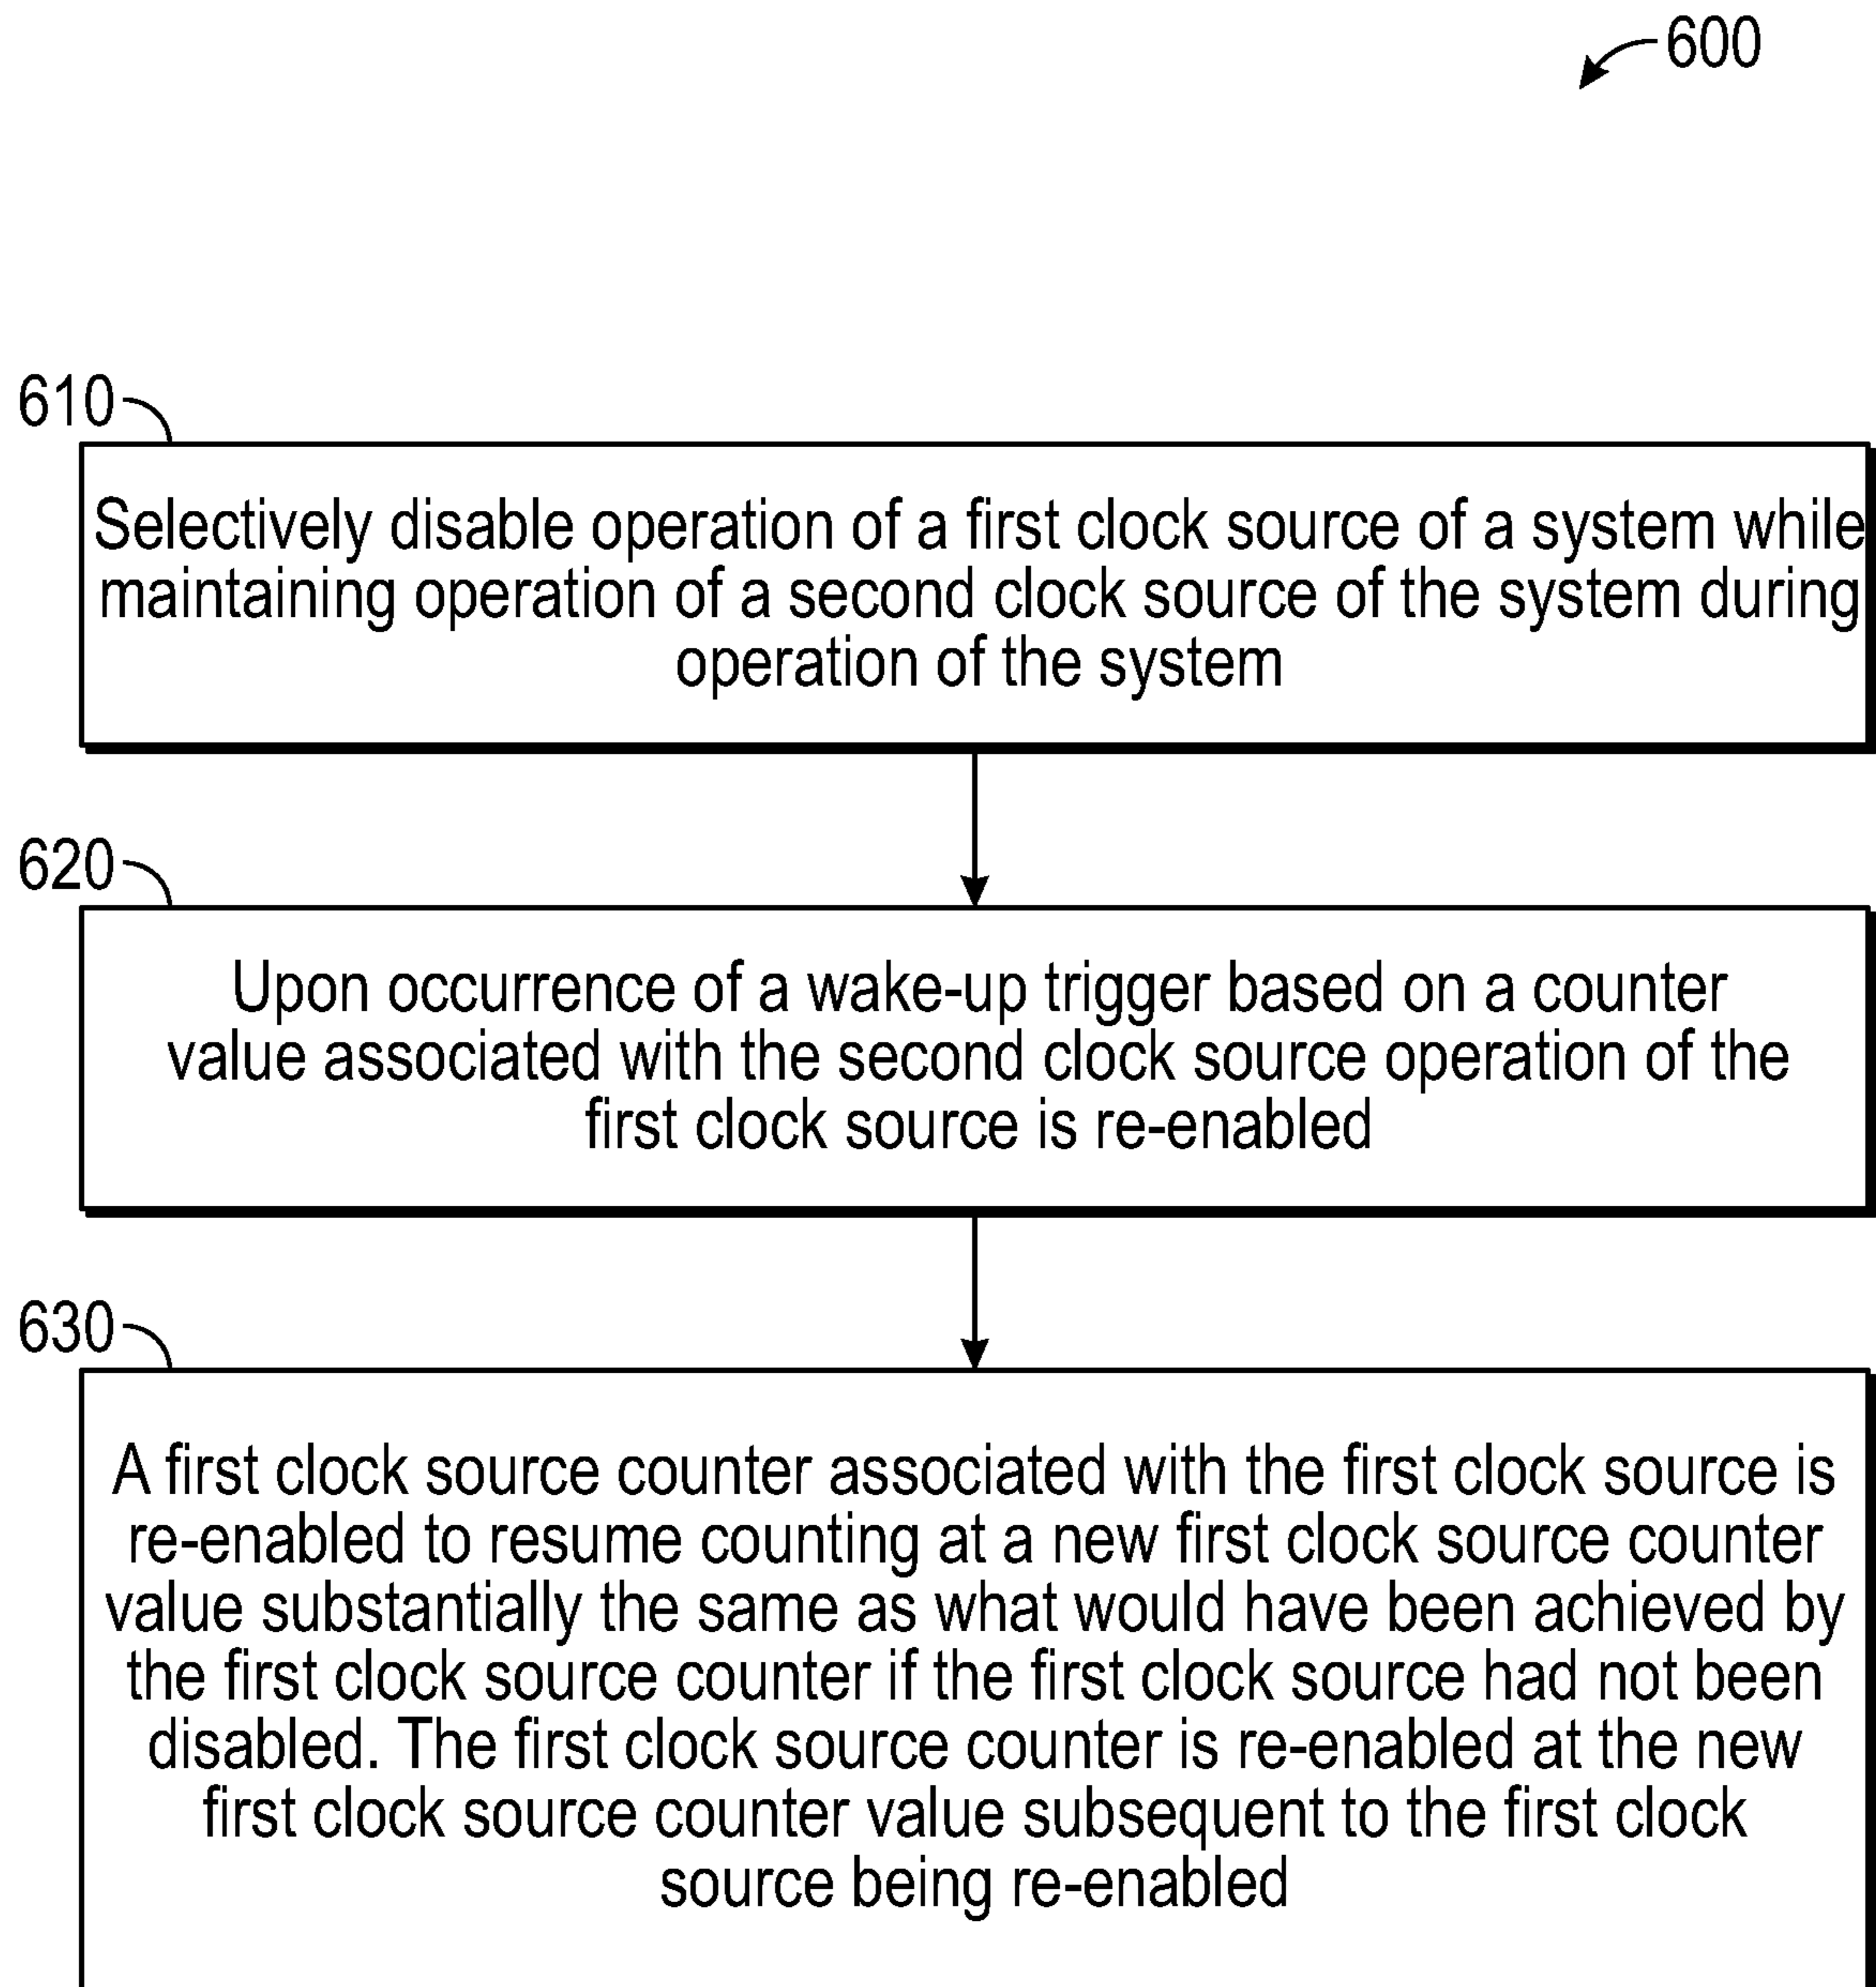 600
610
Selectively disable operation of a first clock source of a system while
maintaining operation of a second clock source of the system during
operation of the system
620
Upon occurrence of a wake-up trigger based on a counter
value associated with the second clock source operation of the
first clock source is re-enabled
630
A first clock source counter associated with the first clock source is
re-enabled to resume counting at a new first clock source counter
value substantially the same as what would have been achieved by
the first clock source counter if the first clock source had not been
disabled. The first clock source counter is re-enabled at the new
first clock source counter value subsequent to the first clock
source being re-enabled